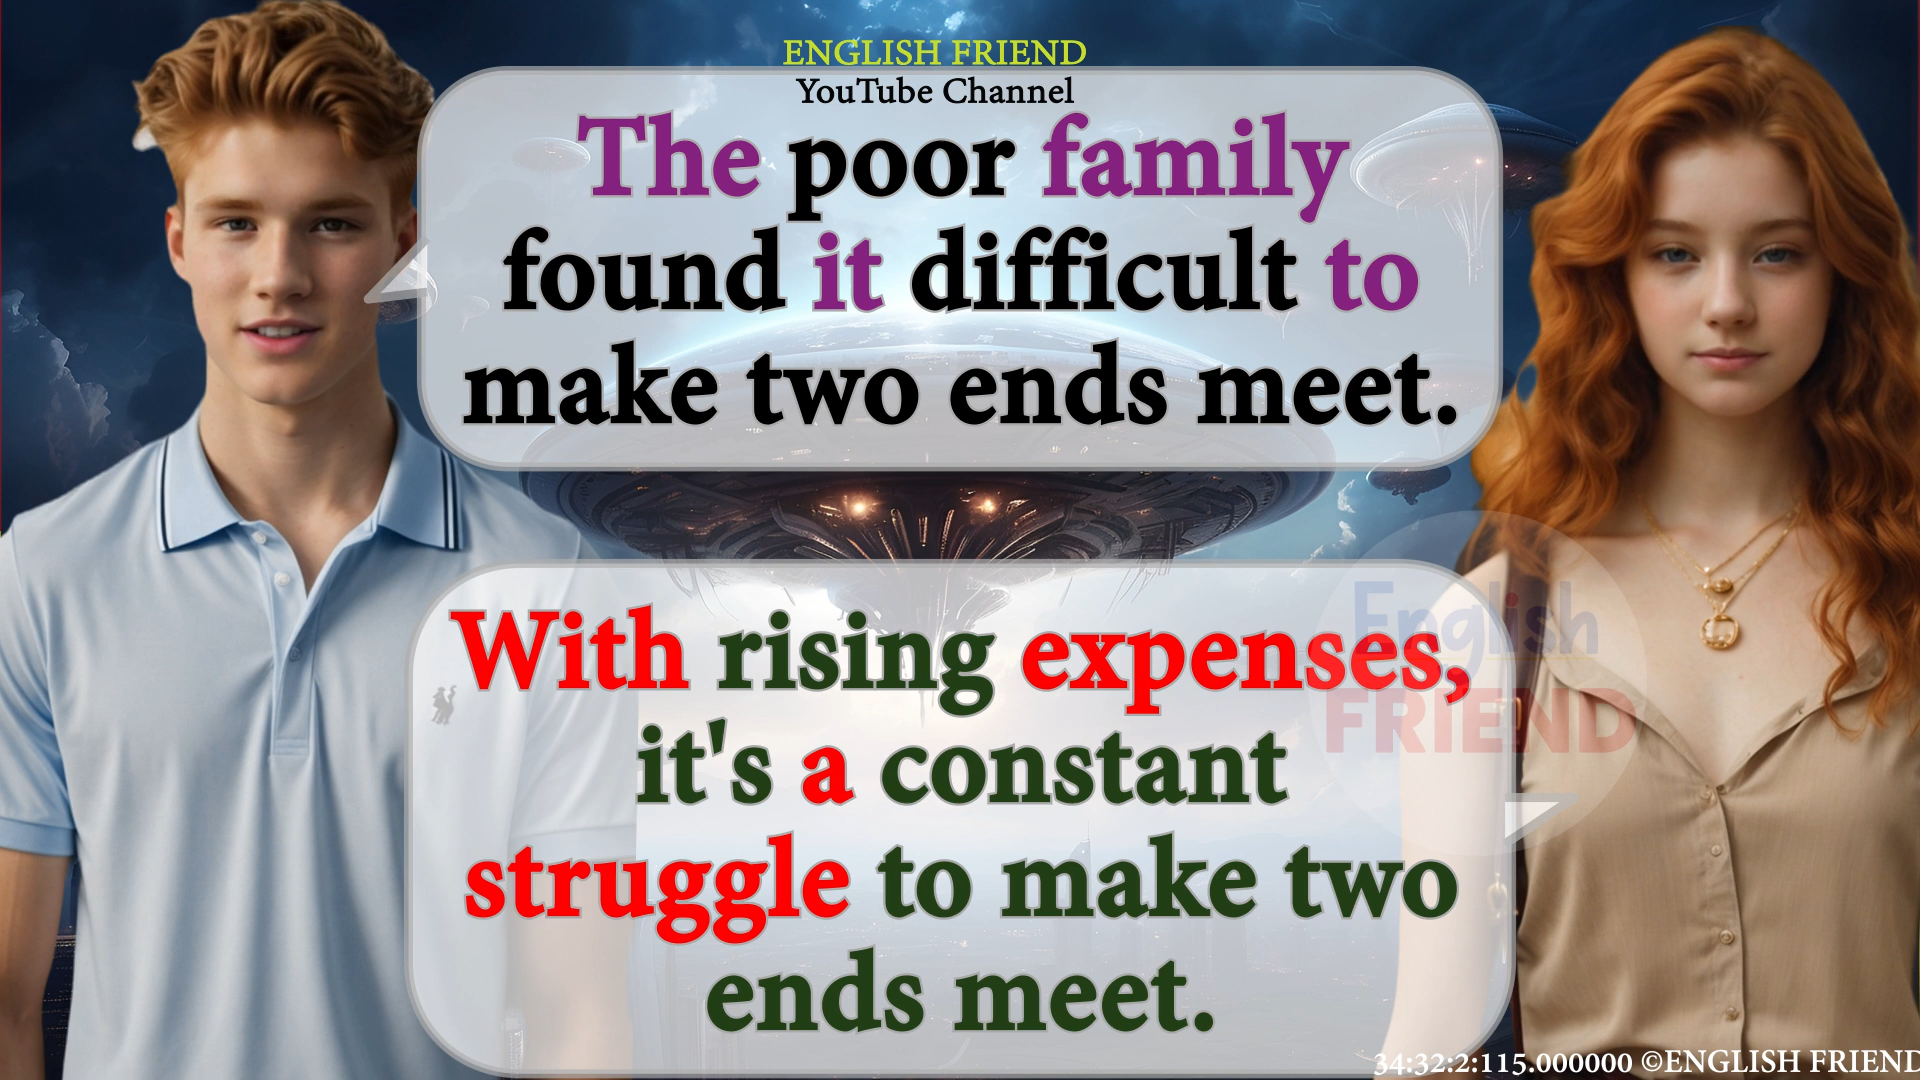 ENGLISH FRIEND
YouTube Channel
The poor family
found it difficult to
make two ends meet.
With rising expenses,
it's a constant
struggle to make two
ends meet.
English
FRIEND
34:32:2:115.000000 ©ENGLISH FRIEND